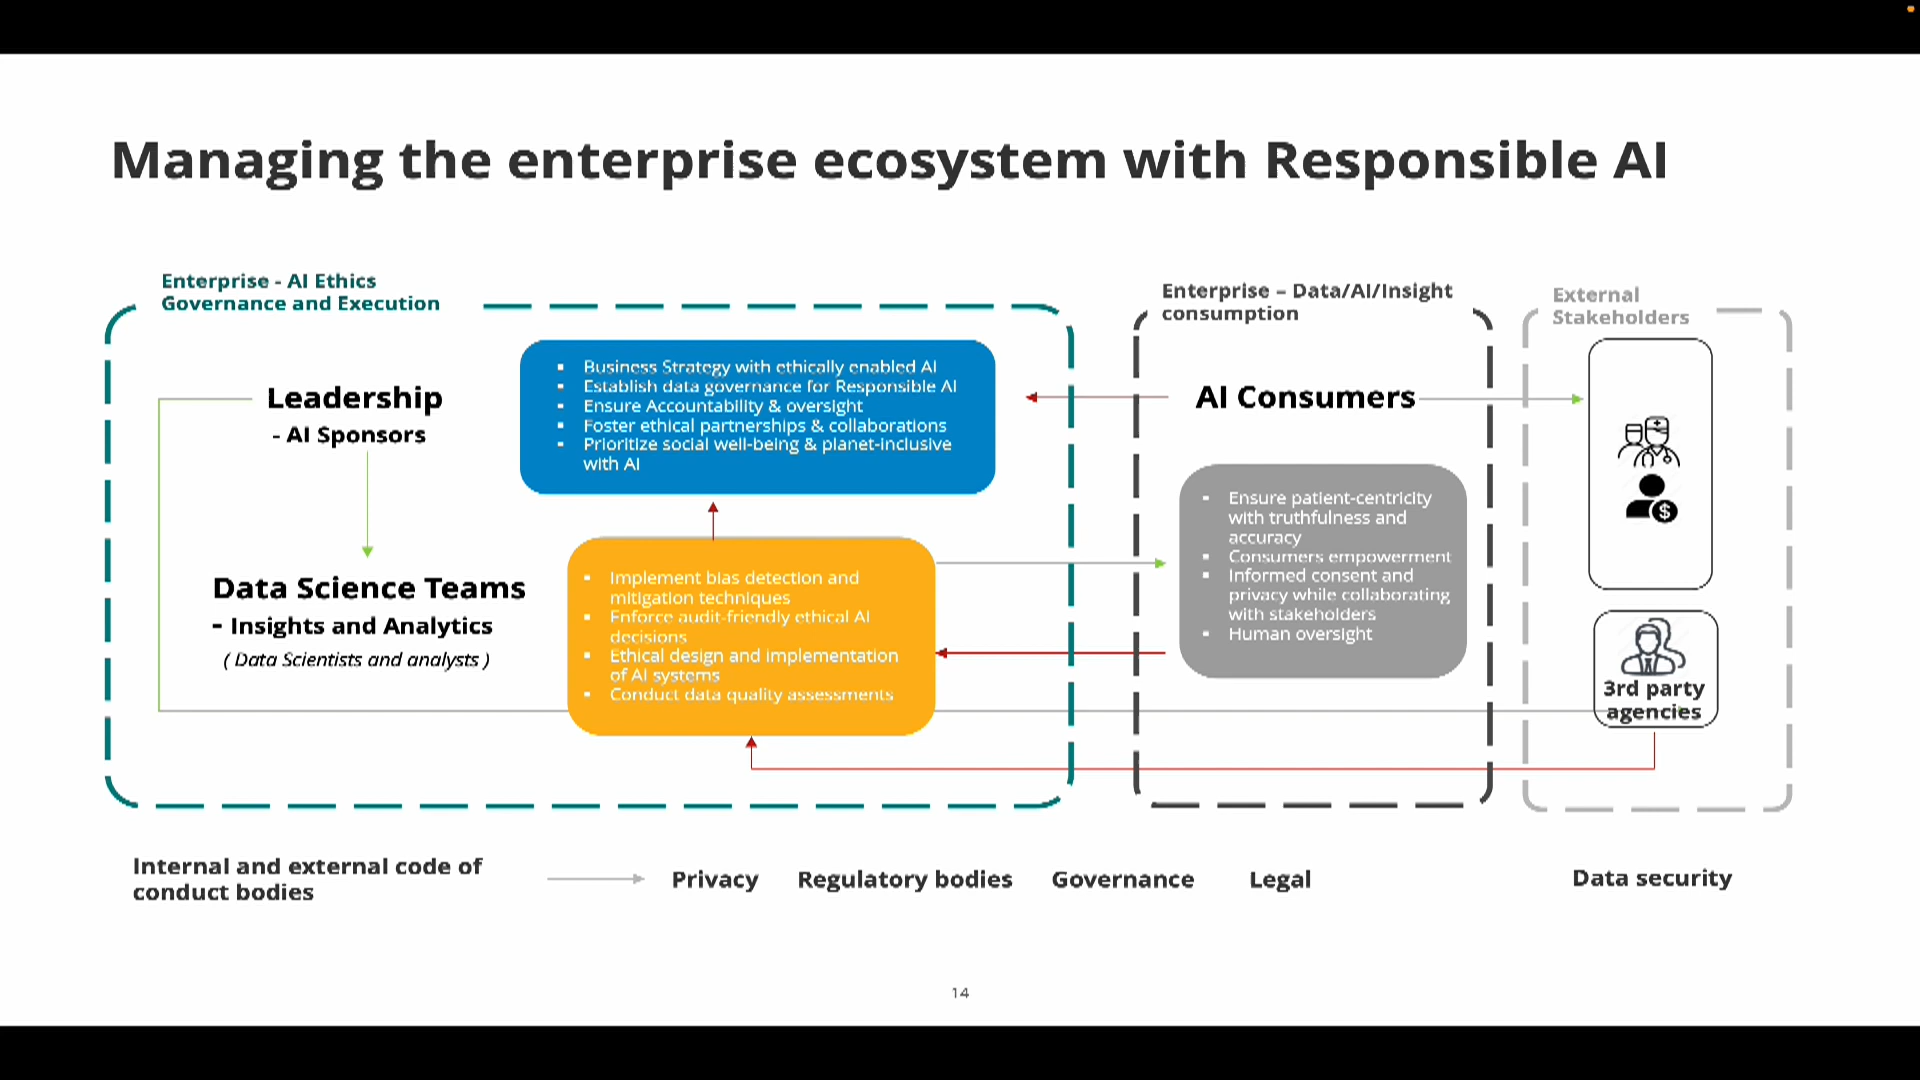 Managing the enterprise ecosystem with Responsible AI
Enterprise - AI Ethics
Governance and Execution
Leadership
- AI Sponsors
Data Science Teams
- Insights and Analytics
( Data Scientists and analysts )
Business Strategy with ethically enabled AI
Establish data governance for Responsible AI
Ensure Accountability & oversight
Foster ethical partnerships & collaborations
Prioritize social well-being & planet-inclusive
with AI
Implement bias detection and
mitigation techniques
Enforce audit-friendly ethical AI
decisions
Ethical design and implementation
of AI systems
Conduct data quality assessments
Enterprise – Data/AI/Insight
consumption
AI Consumers
Ensure patient-centricity
with truthfulness and
accuracy
Consumers empowerment
Informed consent and
privacy while collaborating
with stakeholders
Human oversight
External
Stakeholders
$
3rd party
agencies
Internal and external code of
conduct bodies
Privacy
Regulatory bodies
Governance
Legal
Data security
14